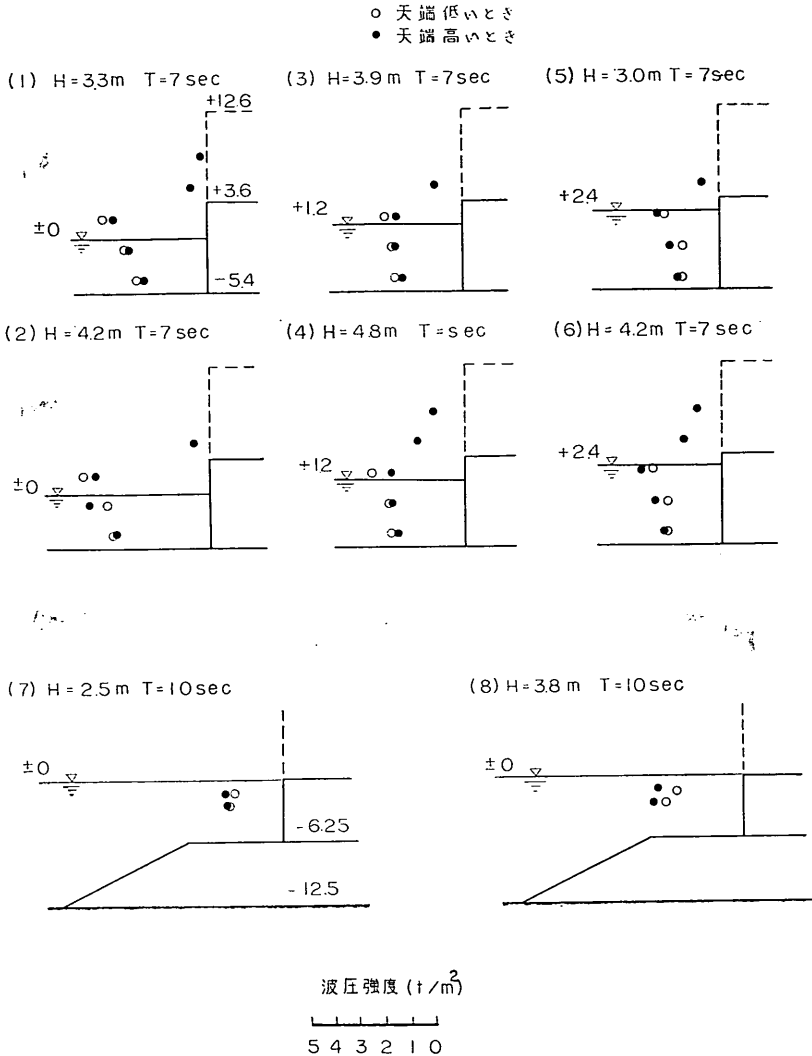 ○ 天端低いとき
● 天端高いとき
(1) H=3.3m T=7sec
(3) H=3.9m T=7sec
(5) H=3.0m T=7sec
+12.6
+3.6
±0
-5.4
+1.2
+2.4
(2) H=4.2m T=7sec
(4) H=4.8m T=sec
(6) H=4.2m T=7sec
±0
+12
+2.4
(7) H=2.5m T=10sec
(8) H=3.8m T=10sec
±0
-6.25
-12.5
±0
波圧強度 (t/m²)
5 4 3 2 1 0